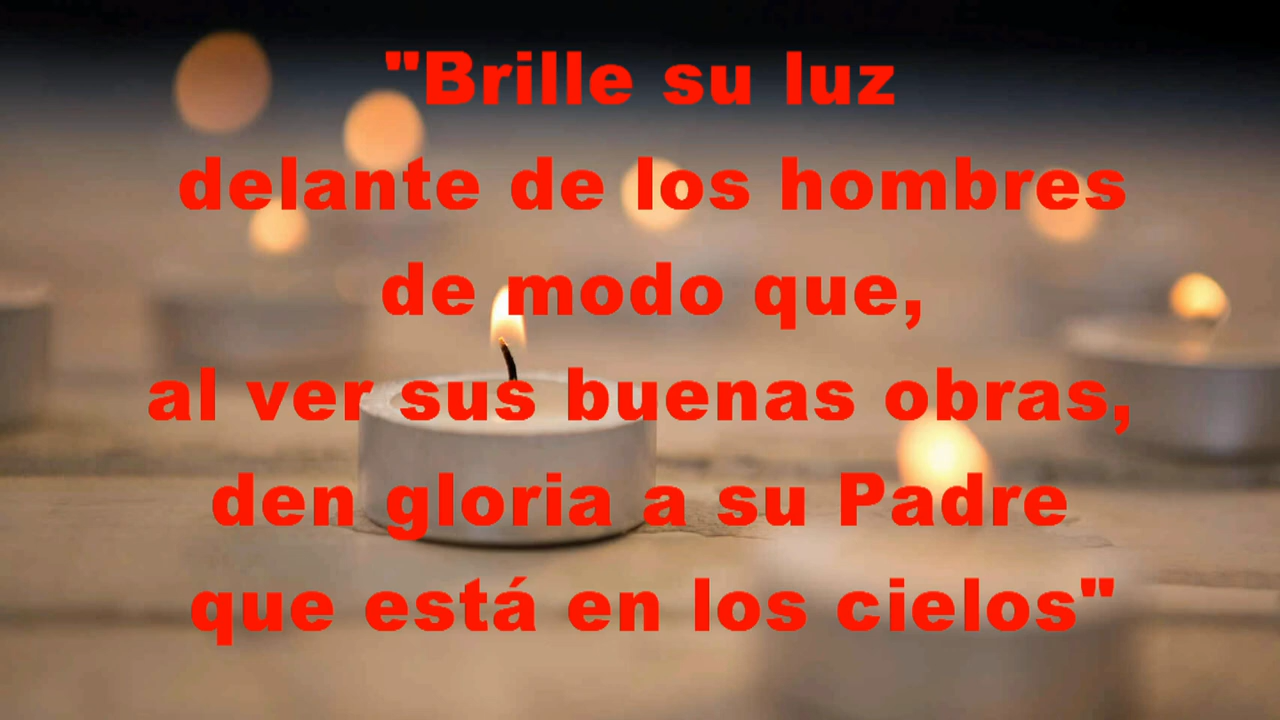 "Brille su luz
delante de los hombres
de modo que,
al ver sus buenas obras,
den gloria a su Padre
que está en los cielos"